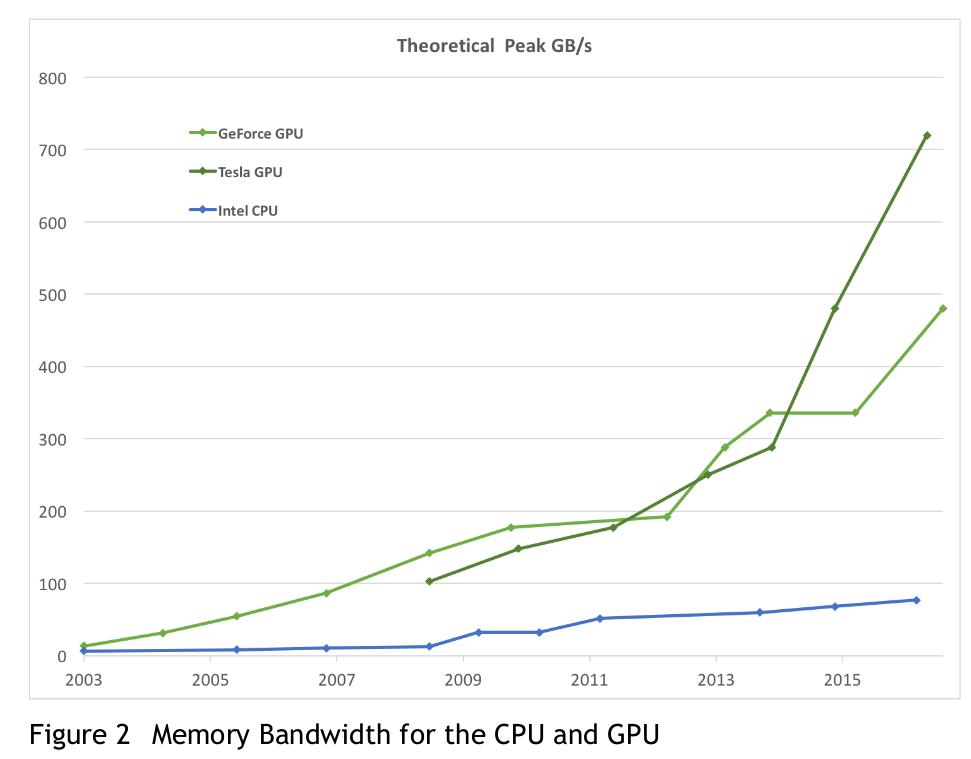 Theoretical Peak GB/s
800
700
600
500
400
300
200
100
0
GeForce GPU
Tesla GPU
Intel CPU
2003 2005 2007 2009 2011 2013 2015
Figure 2 Memory Bandwidth for the CPU and GPU